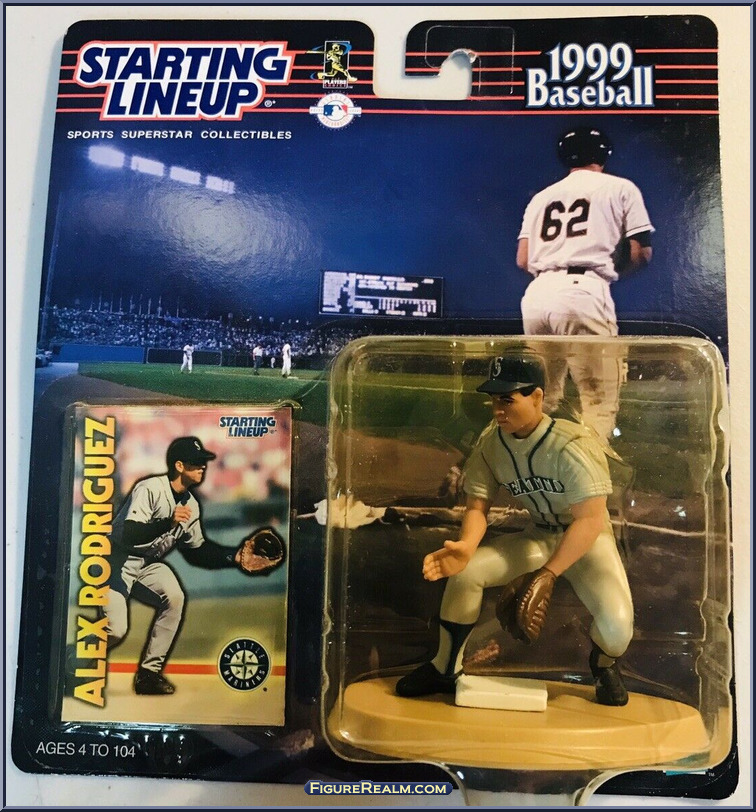 STARTING
LINEUP®
SPORTS SUPERSTAR COLLECTIBLES
1999
Baseball
62
STARTING
LINEUP
ALEX RODRIGUEZ
SEATTLE
MARINERS
S
AGES 4 TO 104
FIGUREREALM.COM